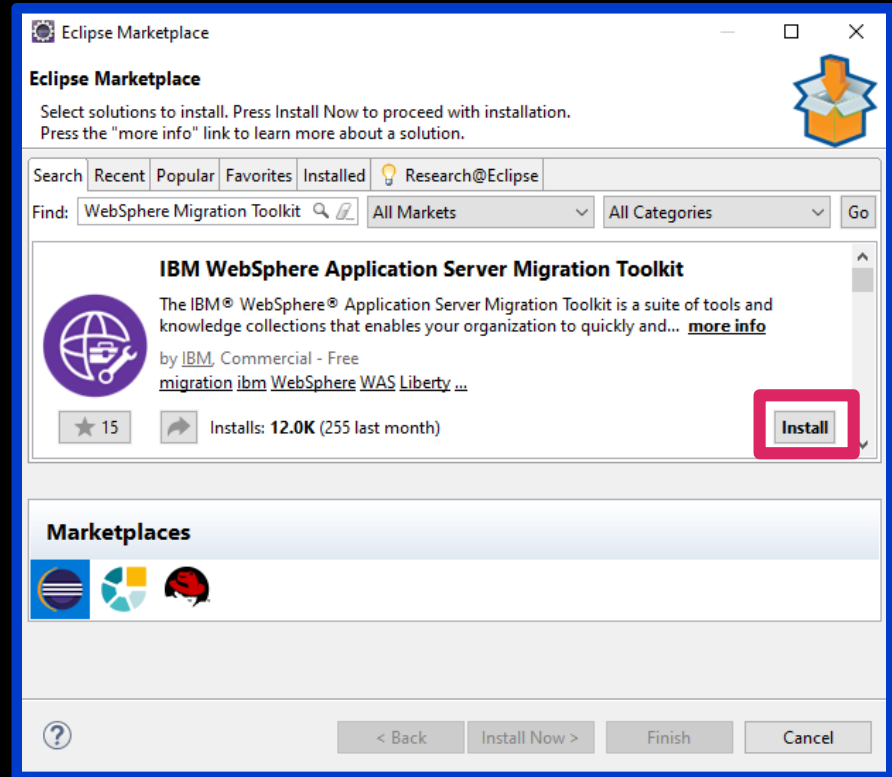 Eclipse Marketplace
Eclipse Marketplace
Select solutions to install. Press Install Now to proceed with installation.
Press the "more info" link to learn more about a solution.
Search Recent Popular Favorites Installed Research@Eclipse
Find: WebSphere Migration Toolkit All Markets All Categories Go
IBM WebSphere Application Server Migration Toolkit
The IBM® WebSphere® Application Server Migration Toolkit is a suite of tools and
knowledge collections that enables your organization to quickly and... more info
by IBM, Commercial - Free
migration ibm WebSphere WAS Liberty ...
15 Installs: 12.0K (255 last month) Install
Marketplaces
? < Back Install Now > Finish Cancel